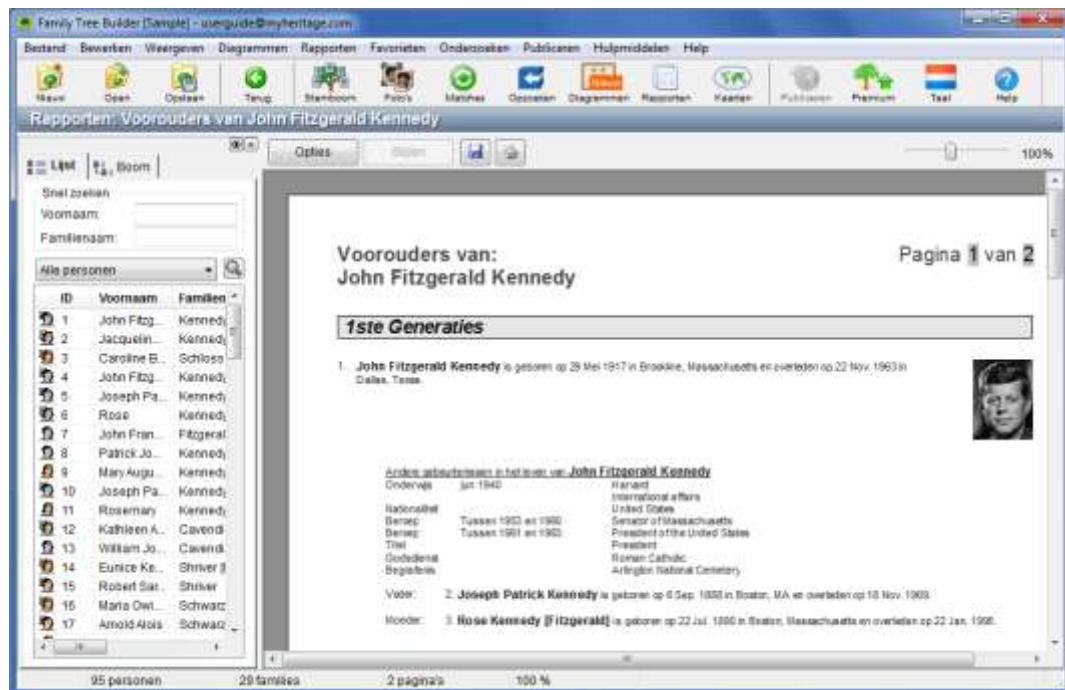 Family Tree Builder [Sample] - userguide@myheritage.com
Bestand Bewerken Weergeven Diagrammen Rapporten Favorieten Onderzoeken Publiceren Hulpmiddelen Help
Nieuw Open Opslaan Terug Stamboom Foto's Matches Opzoeken Diagrammen Rapporten Kaarten Publiceren Premium Taal Help
Rapporten: Voorouders van John Fitzgerald Kennedy
Lijst Boom
Opties 100%
Snel zoeken
Voornaam:
Familienaam:
Alle personen
ID Voornaam Familien
1 John Fitzg... Kennedy
2 Jacquelin... Kennedy
3 Caroline B... Schloss
4 John Fitzg... Kennedy
5 Joseph Pa... Kennedy
6 Rose Kennedy
7 John Fran... Fitzgeral
8 Patrick Jo... Kennedy
9 Mary Augu... Kennedy
10 Joseph Pa... Kennedy
11 Rosemary Kennedy
12 Kathleen A... Cavendi
13 William Jo... Cavendi
14 Eunice Ke... Shriver [
15 Robert Sar... Shriver
16 Maria Owi... Schwarz
17 Arnold Alois Schwarz
Voorouders van:
John Fitzgerald Kennedy
Pagina 1 van 2
1ste Generaties
1. John Fitzgerald Kennedy is geboren op 29 Mei 1917 in Brookline, Massachusetts en overleden op 22 Nov. 1963 in
Dallas, Texas.
Andere gebeurtenissen in het leven van John Fitzgerald Kennedy
Onderwijs jun 1940 Harvard
International affairs
Nationaliteit United States
Beroep Tussen 1953 en 1960 Senator of Massachusetts
Beroep Tussen 1961 en 1963 President of the United States
Titel President
Godsdienst Roman Catholic
Begrafenis Arlington National Cemetery
Vader: 2. Joseph Patrick Kennedy is geboren op 6 Sep. 1888 in Boston, MA en overleden op 18 Nov. 1969.
Moeder: 3. Rose Kennedy [Fitzgerald] is geboren op 22 Jul. 1890 in Boston, Massachusetts en overleden op 22 Jan. 1995.
95 personen 29 families 2 pagina's 100 %